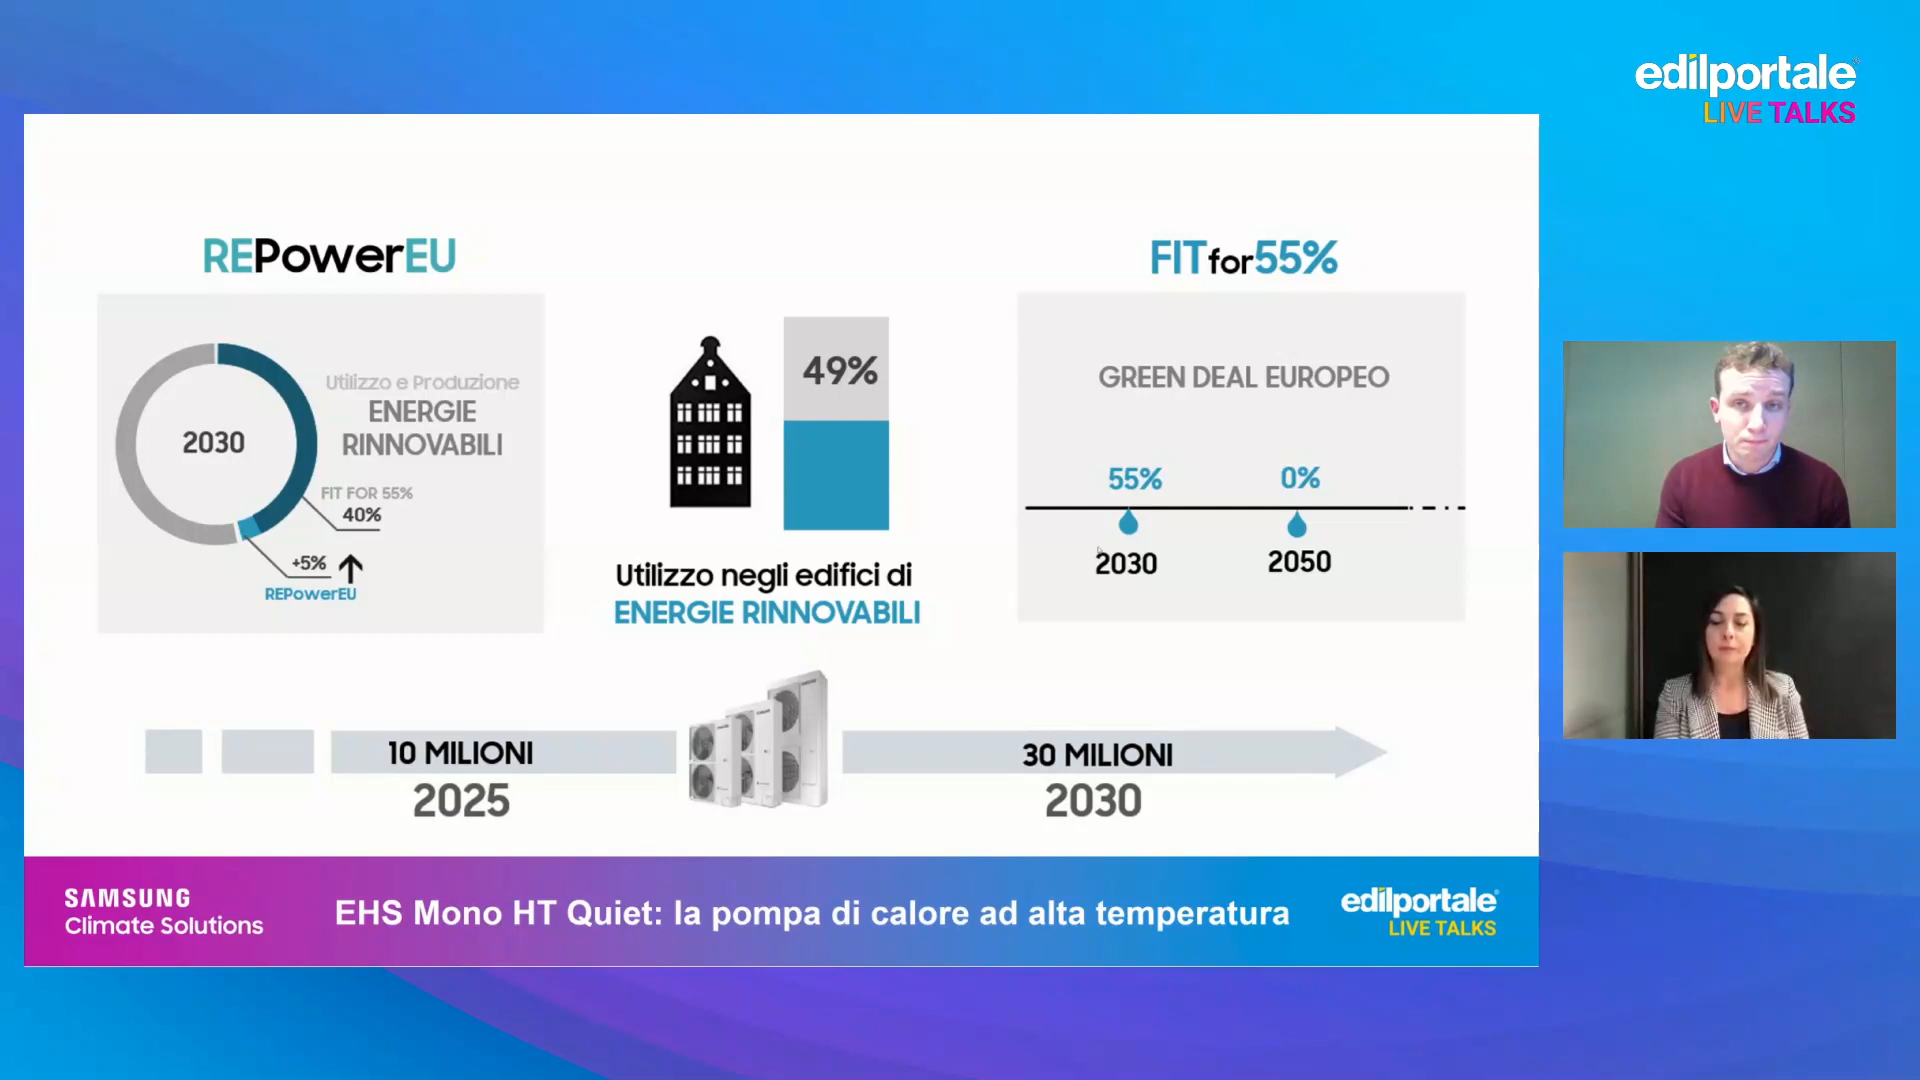 edilportale
LIVE TALKS
REPowerEU
2030
Utilizzo e Produzione
ENERGIE
RINNOVABILI
FIT FOR 55%
40%
+5%
REPowerEU
49%
Utilizzo negli edifici di
ENERGIE RINNOVABILI
FITfor55%
GREEN DEAL EUROPEO
55%
0%
2030
2050
10 MILIONI
2025
30 MILIONI
2030
SAMSUNG
Climate Solutions
EHS Mono HT Quiet: la pompa di calore ad alta temperatura
edilportale
LIVE TALKS